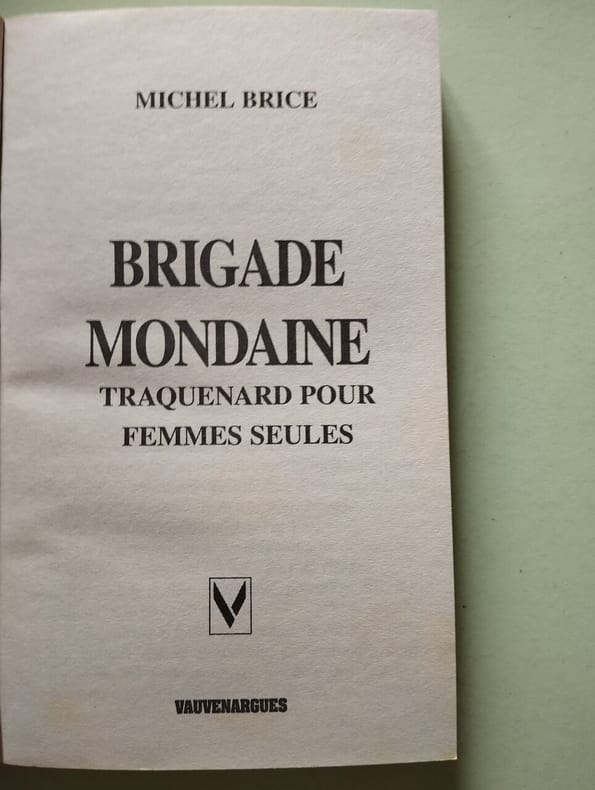 MICHEL BRICE
BRIGADE
MONDAINE
TRAQUENARD POUR
FEMMES SEULES
V
VAUVENARGUES